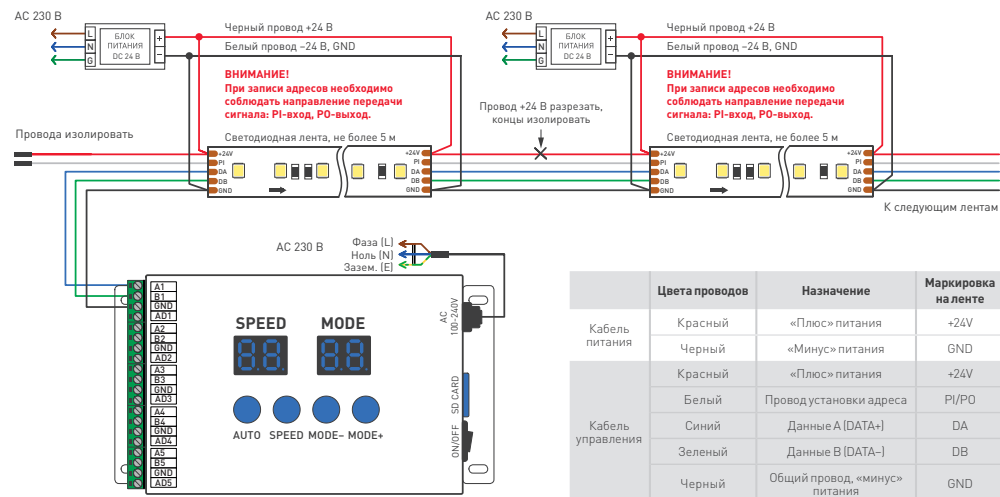 AC 230 В
AC 230 В
L
N
G
БЛОК
ПИТАНИЯ
DC 24 В
+
−
Черный провод +24 В
Белый провод −24 В, GND
L
N
G
БЛОК
ПИТАНИЯ
DC 24 В
+
−
Черный провод +24 В
Белый провод −24 В, GND
ВНИМАНИЕ!
При записи адресов необходимо
соблюдать направление передачи
сигнала: PI-вход, PO-выход.
ВНИМАНИЕ!
При записи адресов необходимо
соблюдать направление передачи
сигнала: PI-вход, PO-выход.
Провод +24 В разрезать,
концы изолировать
Провода изолировать
Светодиодная лента, не более 5 м
Светодиодная лента, не более 5 м
+24V
PI
DA
DB
GND
+24V
PI
DA
DB
GND
+24V
PI
DA
DB
GND
+24V
PI
DA
DB
GND
К следующим лентам
AC 230 В
Фаза (L)
Ноль (N)
Зазем. (E)
A1
B1
GND
AD1
A2
B2
GND
AD2
A3
B3
GND
AD3
A4
B4
GND
AD4
A5
B5
GND
AD5
SPEED
MODE
88
88
AUTO
SPEED
MODE−
MODE+
AC
100-240V
SD CARD
ON/OFF
Цвета проводов
Назначение
Маркировка
на ленте
Кабель
питания
Красный
«Плюс» питания
+24V
Черный
«Минус» питания
GND
Кабель
управления
Красный
«Плюс» питания
+24V
Белый
Провод установки адреса
PI/PO
Синий
Данные A (DATA+)
DA
Зеленый
Данные B (DATA−)
DB
Черный
Общий провод, «минус»
питания
GND